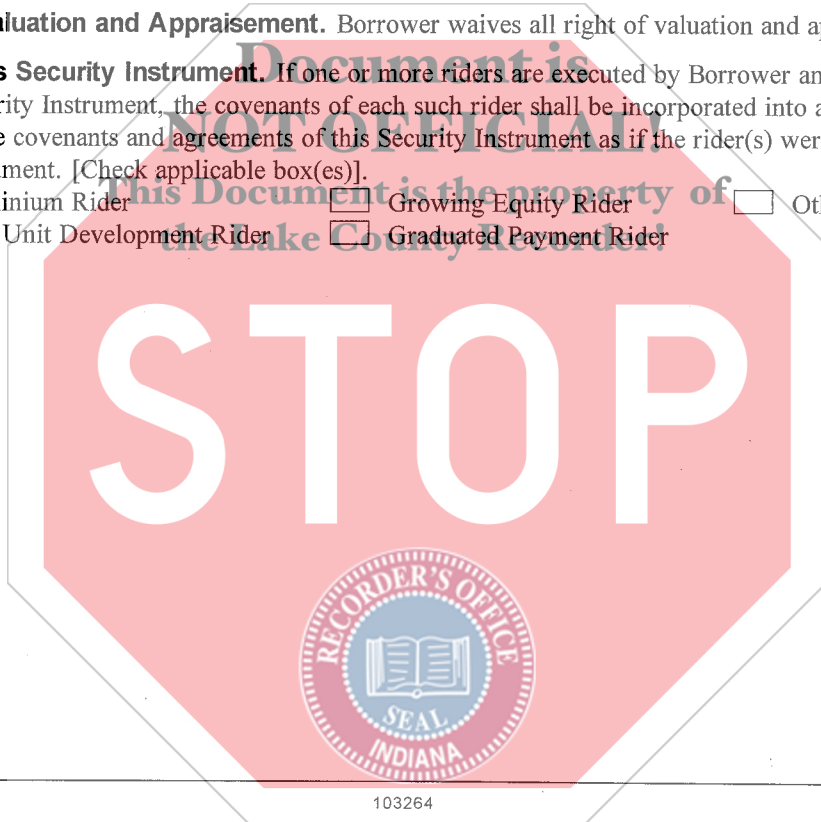 luation and Appraisement. Borrower waives all right of valuation and a
Document is
s Security Instrument. If one or more riders are executed by Borrower an
rity Instrument, the covenants of each such rider shall be incorporated into a
NOT OFFICIAL!
e covenants and agreements of this Security Instrument as if the rider(s) wer
ment. [Check applicable box(es)].
This Document is the property of
inium Rider Growing Equity Rider Ot
Unit Development Rider Graduated Payment Rider
the Lake County Recorder!
STOP
RECORDER'S OFFICE
SEAL
INDIANA
103264